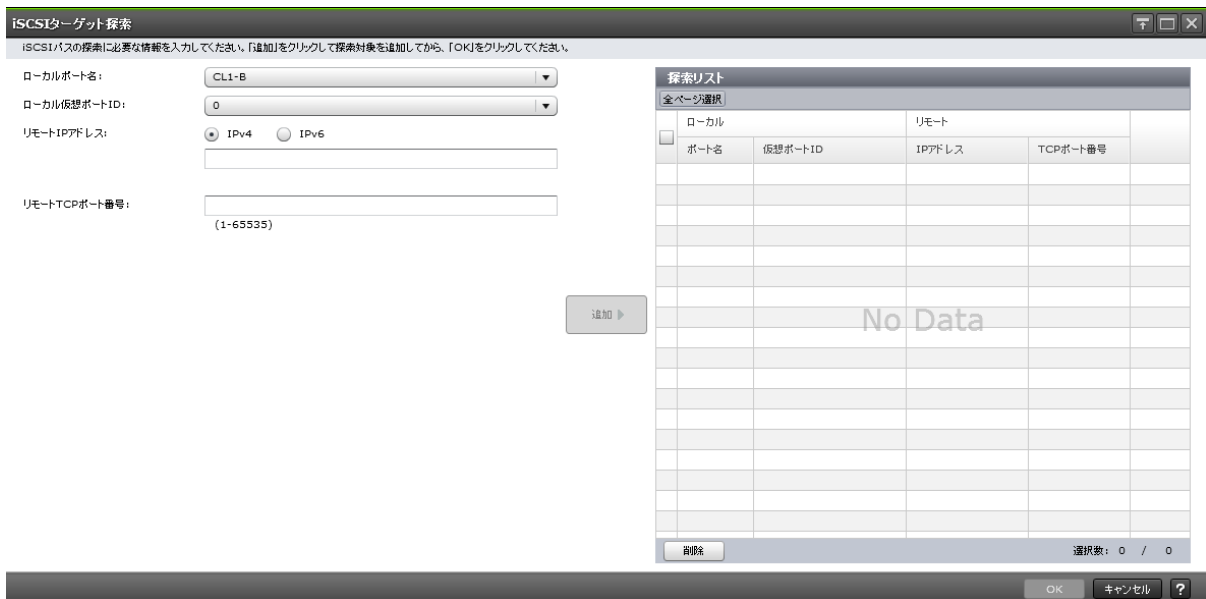 iSCSIターゲット探索
iSCSIパスの探索に必要な情報を入力してください。「追加」をクリックして探索対象を追加してから、「OK」をクリックしてください。
ローカルポート名:
CL1-B
ローカル仮想ポートID:
0
リモートIPアドレス:
IPv4
IPv6
リモートTCPポート番号:
(1-65535)
追加
探索リスト
全ページ選択
ローカル
リモート
ポート名
仮想ポートID
IPアドレス
TCPポート番号
No Data
削除
選択数: 0 / 0
OK
キャンセル
?